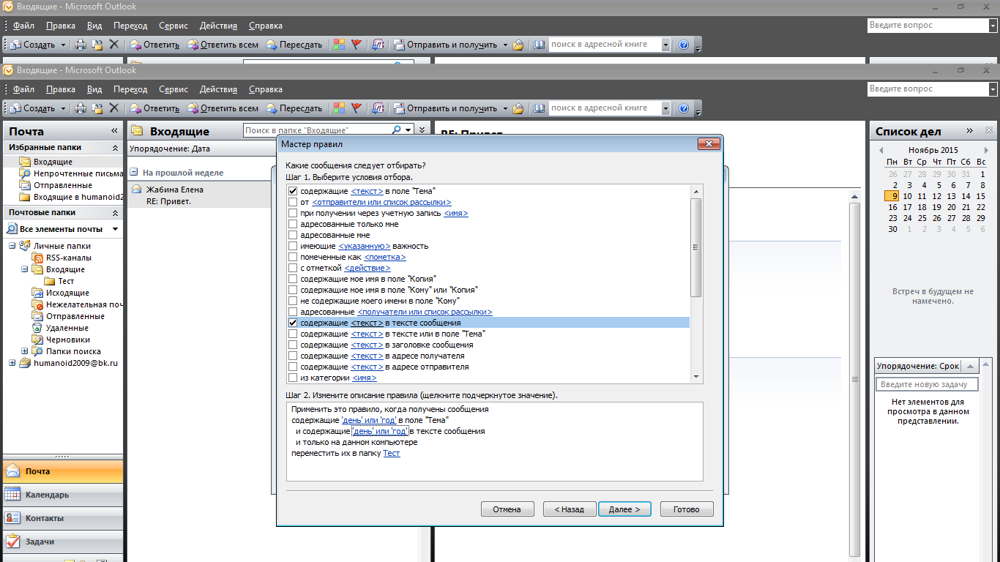 Входящие - Microsoft Outlook
Файл Правка Вид Переход Сервис Действия Справка
Введите вопрос
Создать Ответить Ответить всем Переслать Отправить и получить поиск в адресной книге
Входящие - Microsoft Outlook
Файл Правка Вид Переход Сервис Действия Справка
Введите вопрос
Создать Ответить Ответить всем Переслать Отправить и получить поиск в адресной книге
Почта
Избранные папки
Входящие
Непрочтенные письма
Отправленные
Входящие в humanoid2
Почтовые папки
Все элементы почты
Личные папки
RSS-каналы
Входящие
Тест
Исходящие
Нежелательная поч
Отправленные
Удаленные
Черновики
Папки поиска
humanoid2009@bk.ru
Почта
Календарь
Контакты
Задачи
Входящие
Поиск в папке "Входящие"
Упорядочение: Дата
На прошлой неделе
Жабина Елена
RE: Привет.
RE: Привет
Мастер правил
Какие сообщения следует отбирать?
Шаг 1. Выберите условия отбора.
содержащие <текст> в поле "Тема"
от <отправители или список рассылки>
при получении через учетную запись <имя>
адресованные только мне
адресованные мне
имеющие <указанную> важность
помеченные как <пометка>
с отметкой <действие>
содержащие мое имя в поле "Копия"
содержащие мое имя в поле "Кому" или "Копия"
не содержащие моего имени в поле "Кому"
адресованные <получатели или список рассылки>
содержащие <текст> в тексте сообщения
содержащие <текст> в тексте или в поле "Тема"
содержащие <текст> в заголовке сообщения
содержащие <текст> в адресе получателя
содержащие <текст> в адресе отправителя
из категории <имя>
Шаг 2. Измените описание правила (щелкните подчеркнутое значение).
Применить это правило, когда получены сообщения
содержащие 'день' или 'год' в поле "Тема"
и содержащие 'день' или 'год' в тексте сообщения
и только на данном компьютере
переместить их в папку Тест
Отмена < Назад Далее > Готово
Список дел
Ноябрь 2015
Пн Вт Ср Чт Пт Сб Вс
26 27 28 29 30 31 1
2 3 4 5 6 7 8
9 10 11 12 13 14 15
16 17 18 19 20 21 22
23 24 25 26 27 28 29
30 1 2 3 4 5 6
Встреч в будущем не
намечено.
Упорядочение: Срок
Введите новую задачу
Нет элементов для
просмотра в данном
представлении.